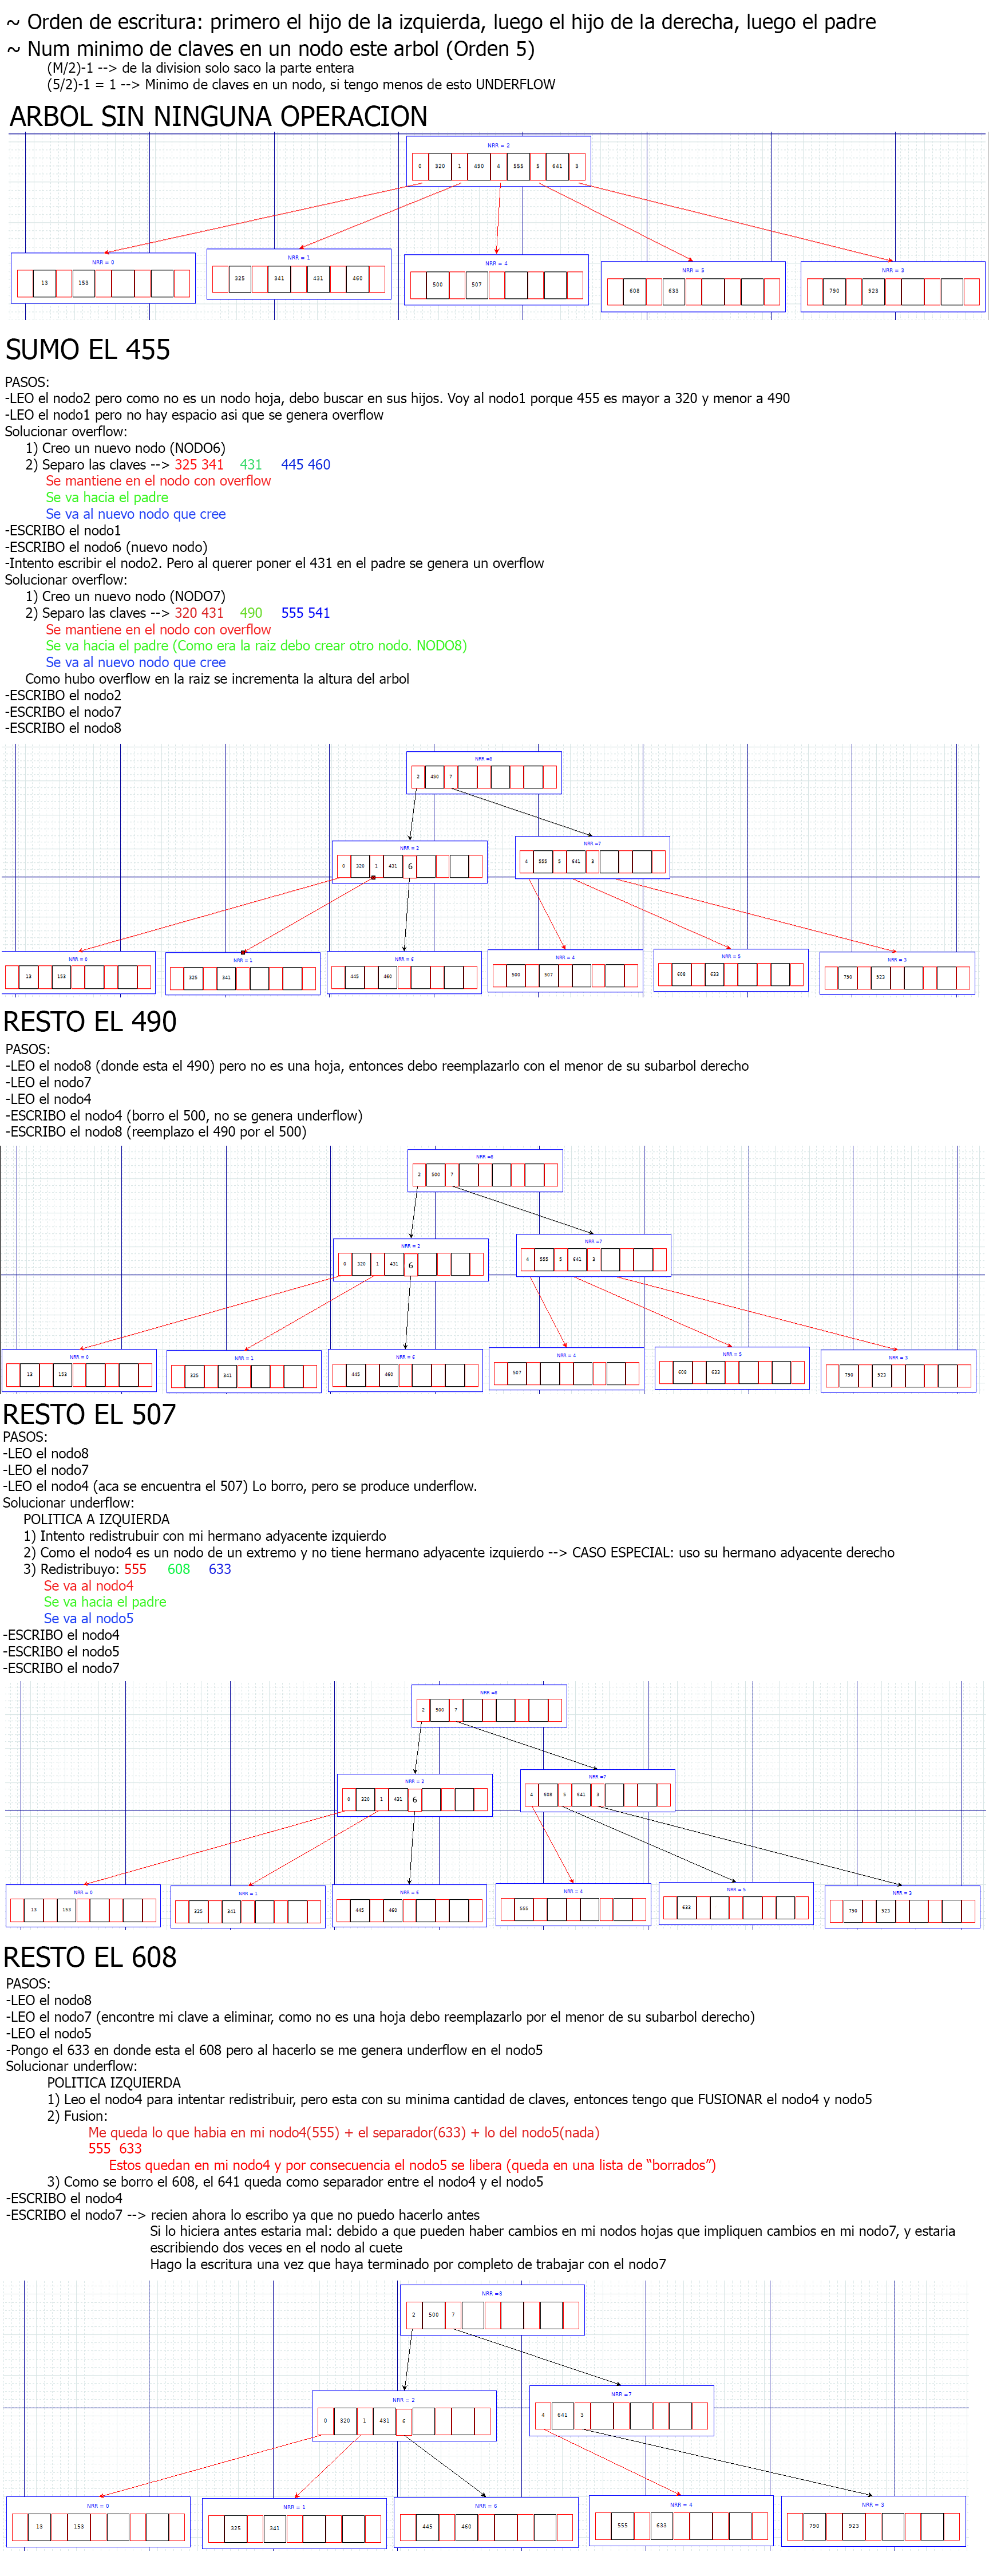 ~ Orden de escritura: primero el hijo de la izquierda, luego el hijo de la derecha, luego el padre
~ Num minimo de claves en un nodo este arbol (Orden 5)
(M/2)-1 --> de la division solo saco la parte entera
(5/2)-1 = 1 --> Minimo de claves en un nodo, si tengo menos de esto UNDERFLOW
ARBOL SIN NINGUNA OPERACION
NRR = 2
0 320 1 490 4 555 5 641 3
NRR = 0
13 153
NRR = 1
325 341 431 460
NRR = 4
500 507
NRR = 5
608 633
NRR = 3
790 923
SUMO EL 455
PASOS:
-LEO el nodo2 pero como no es un nodo hoja, debo buscar en sus hijos. Voy al nodo1 porque 455 es mayor a 320 y menor a 490
-LEO el nodo1 pero no hay espacio asi que se genera overflow
Solucionar overflow:
1) Creo un nuevo nodo (NODO6)
2) Separo las claves --> 325 341 431 445 460
Se mantiene en el nodo con overflow
Se va hacia el padre
Se va al nuevo nodo que cree
-ESCRIBO el nodo1
-ESCRIBO el nodo6 (nuevo nodo)
-Intento escribir el nodo2. Pero al querer poner el 431 en el padre se genera un overflow
Solucionar overflow:
1) Creo un nuevo nodo (NODO7)
2) Separo las claves --> 320 431 490 555 541
Se mantiene en el nodo con overflow
Se va hacia el padre (Como era la raiz debo crear otro nodo. NODO8)
Se va al nuevo nodo que cree
Como hubo overflow en la raiz se incrementa la altura del arbol
-ESCRIBO el nodo2
-ESCRIBO el nodo7
-ESCRIBO el nodo8
NRR =8
2 490 7
NRR = 2
0 320 1 431 6
NRR =7
4 555 5 641 3
NRR = 0
13 153
NRR = 1
325 341
NRR = 6
445 460
NRR = 4
500 507
NRR = 5
608 633
NRR = 3
790 923
RESTO EL 490
PASOS:
-LEO el nodo8 (donde esta el 490) pero no es una hoja, entonces debo reemplazarlo con el menor de su subarbol derecho
-LEO el nodo7
-LEO el nodo4
-ESCRIBO el nodo4 (borro el 500, no se genera underflow)
-ESCRIBO el nodo8 (reemplazo el 490 por el 500)
NRR =8
2 500 7
NRR = 2
0 320 1 431 6
NRR =7
4 555 5 641 3
NRR = 0
13 153
NRR = 1
325 341
NRR = 6
445 460
NRR = 4
507
NRR = 5
608 633
NRR = 3
790 923
RESTO EL 507
PASOS:
-LEO el nodo8
-LEO el nodo7
-LEO el nodo4 (aca se encuentra el 507) Lo borro, pero se produce underflow.
Solucionar underflow:
POLITICA A IZQUIERDA
1) Intento redistrubuir con mi hermano adyacente izquierdo
2) Como el nodo4 es un nodo de un extremo y no tiene hermano adyacente izquierdo --> CASO ESPECIAL: uso su hermano adyacente derecho
3) Redistribuyo: 555 608 633
Se va al nodo4
Se va hacia el padre
Se va al nodo5
-ESCRIBO el nodo4
-ESCRIBO el nodo5
-ESCRIBO el nodo7
NRR =8
2 500 7
NRR = 2
0 320 1 431 6
NRR =7
4 608 5 641 3
NRR = 0
13 153
NRR = 1
325 341
NRR = 6
445 460
NRR = 4
555
NRR = 5
633
NRR = 3
790 923
RESTO EL 608
PASOS:
-LEO el nodo8
-LEO el nodo7 (encontre mi clave a eliminar, como no es una hoja debo reemplazarlo por el menor de su subarbol derecho)
-LEO el nodo5
-Pongo el 633 en donde esta el 608 pero al hacerlo se me genera underflow en el nodo5
Solucionar underflow:
POLITICA IZQUIERDA
1) Leo el nodo4 para intentar redistribuir, pero esta con su minima cantidad de claves, entonces tengo que FUSIONAR el nodo4 y nodo5
2) Fusion:
Me queda lo que habia en mi nodo4(555) + el separador(633) + lo del nodo5(nada)
555 633
Estos quedan en mi nodo4 y por consecuencia el nodo5 se libera (queda en una lista de “borrados”)
3) Como se borro el 608, el 641 queda como separador entre el nodo4 y el nodo5
-ESCRIBO el nodo4
-ESCRIBO el nodo7 --> recien ahora lo escribo ya que no puedo hacerlo antes
Si lo hiciera antes estaria mal: debido a que pueden haber cambios en mi nodos hojas que impliquen cambios en mi nodo7, y estaria
escribiendo dos veces en el nodo al cuete
Hago la escritura una vez que haya terminado por completo de trabajar con el nodo7
NRR =8
2 500 7
NRR = 2
0 320 1 431 6
NRR =7
4 641 3
NRR = 0
13 153
NRR = 1
325 341
NRR = 6
445 460
NRR = 4
555 633
NRR = 3
790 923